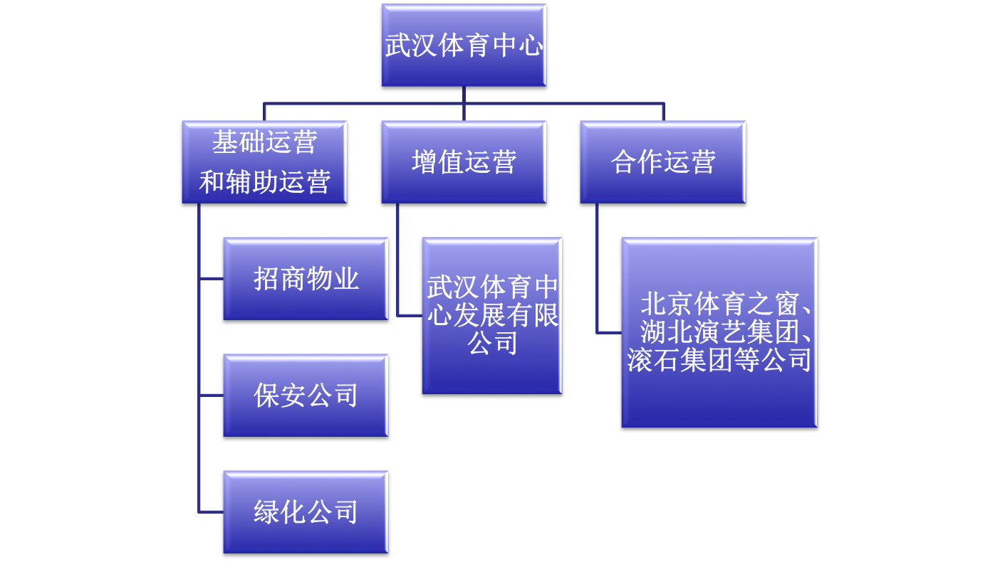 武汉体育中心
基础运营
和辅助运营
增值运营
合作运营
招商物业
保安公司
绿化公司
武汉体育中
心发展有限
公司
北京体育之窗、
湖北演艺集团、
滚石集团等公司